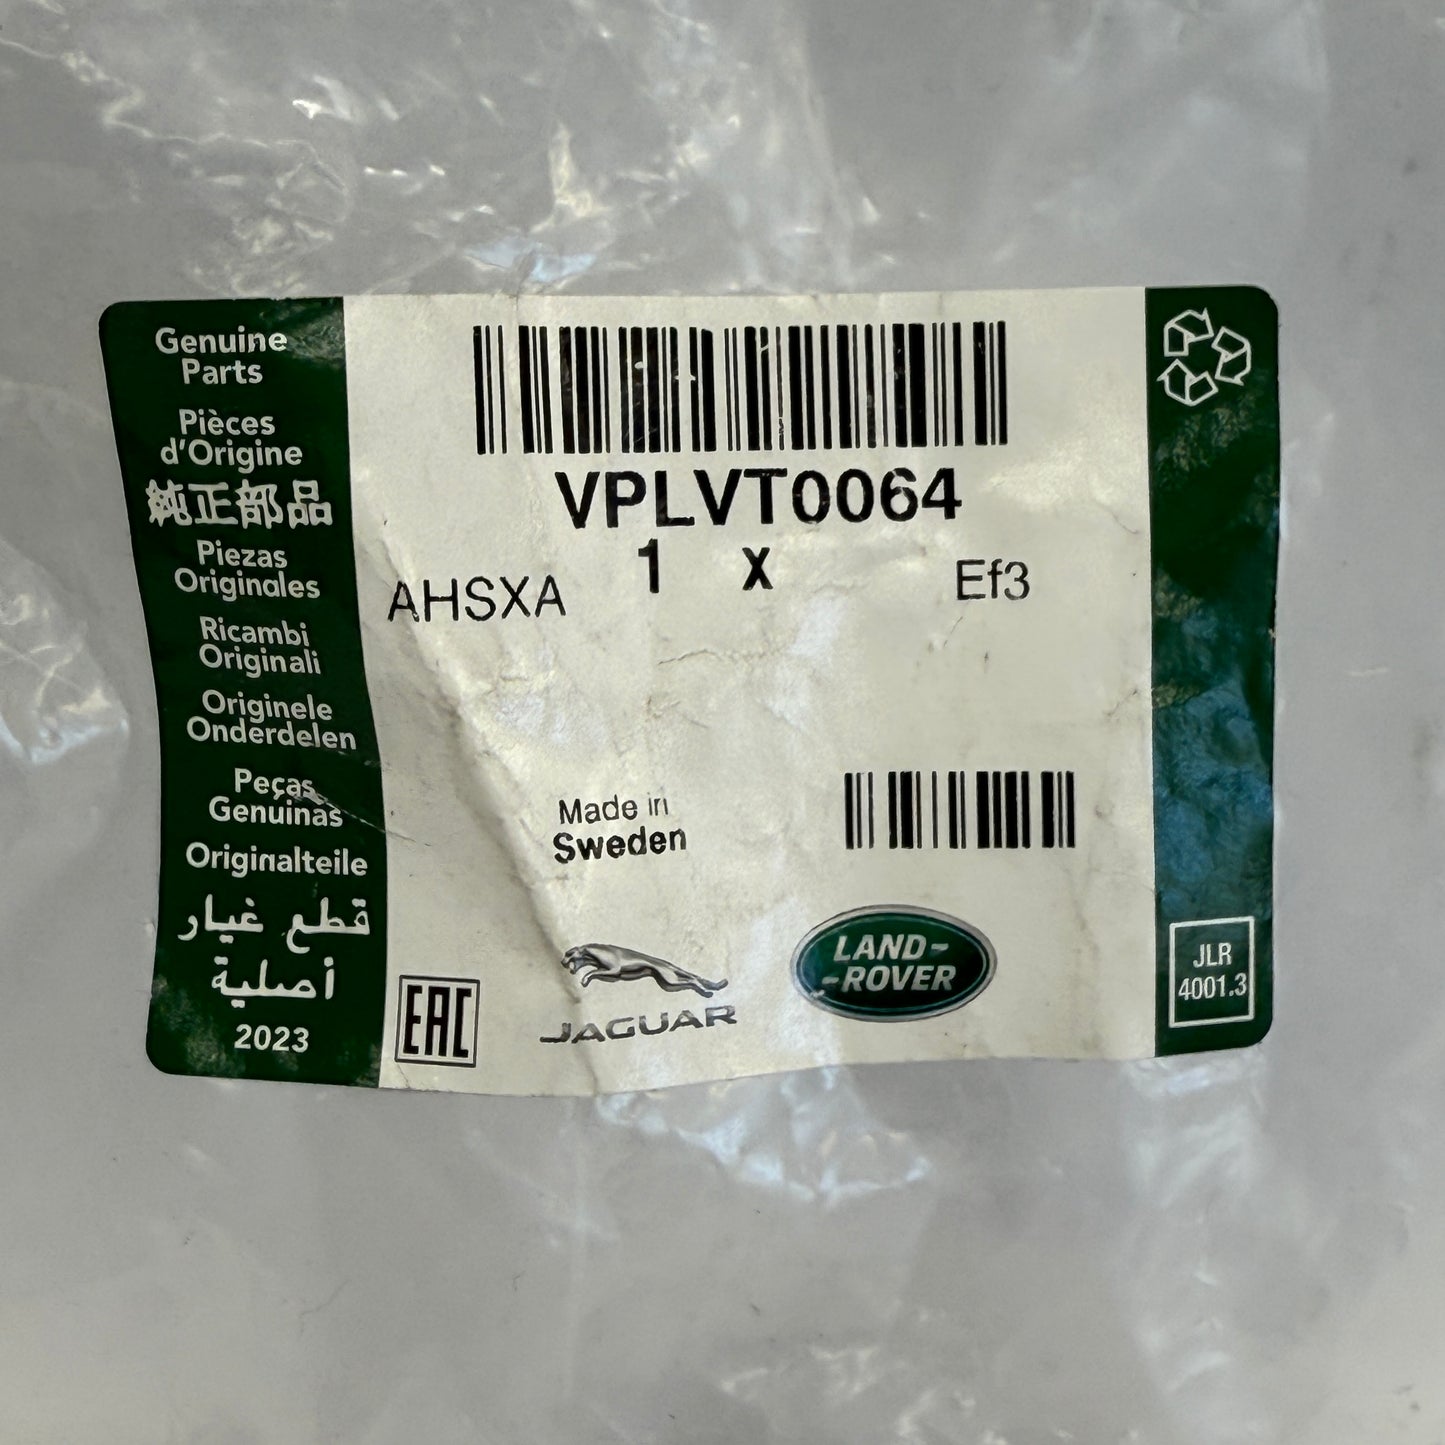 Genuine
Parts
Pièces
d'Origine
純正部品
Piezas
Originales
Ricambi
Originali
Originele
Onderdelen
Peças
Genuinas
Originalteile
قطع غيار
أصلية
2023
VPLVT0064
1 X
AHSXA
Ef3
Made in
Sweden
EAC
JAGUAR
LAND-
-ROVER
JLR
4001.3